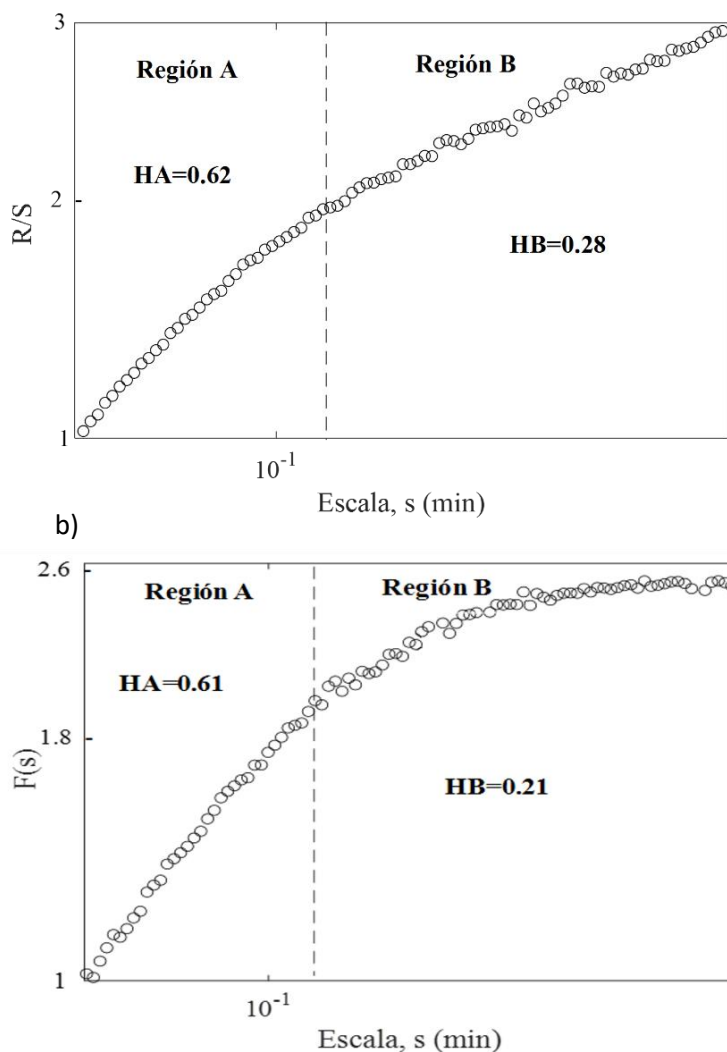 3
Región A
Región B
HA=0.62
2
R/S
HB=0.28
1
10-1
Escala, s (min)
b)
2.6
Región A
Región B
HA=0.61
1.8
F(s)
HB=0.21
1
10-1
Escala, s (min)